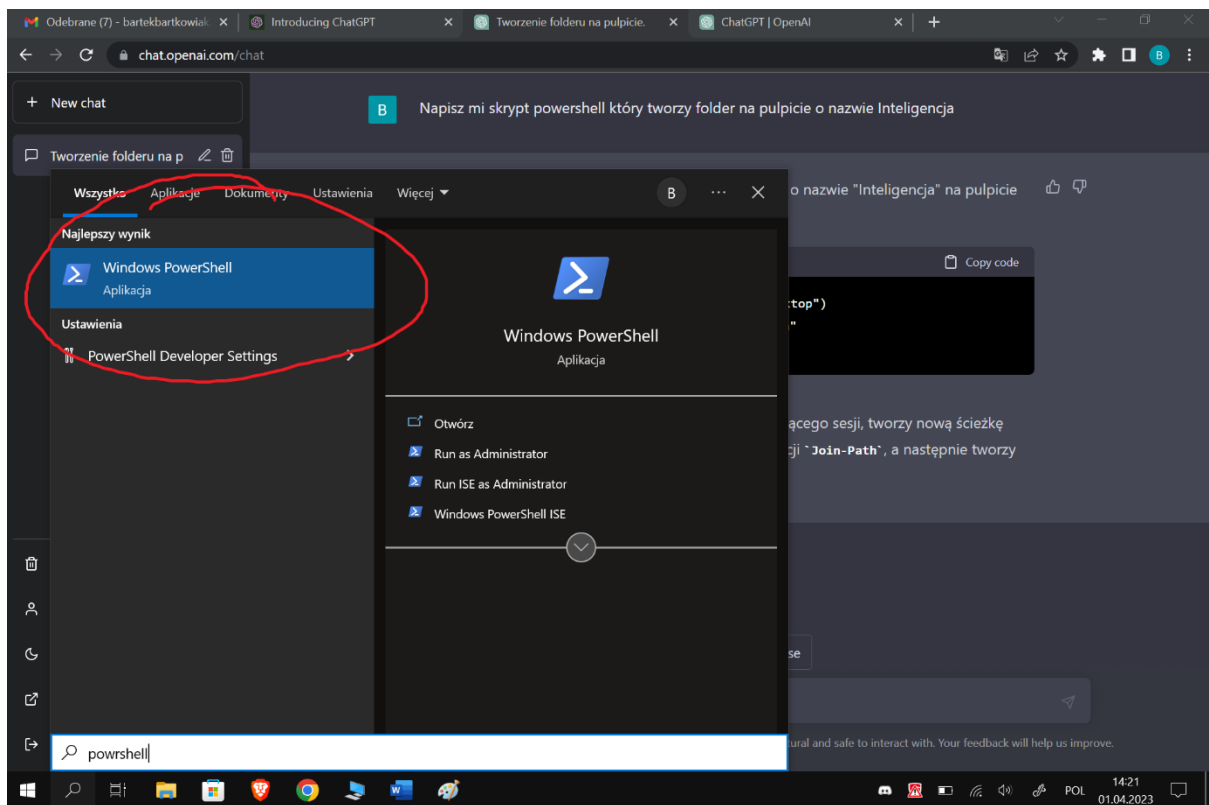 Odebrane (7) - bartekbartkowiak
Introducing ChatGPT
Tworzenie folderu na pulpicie.
ChatGPT | OpenAI
chat.openai.com/chat
B
New chat
B
Napisz mi skrypt powershell który tworzy folder na pulpicie o nazwie Inteligencja
Tworzenie folderu na p
Wszystko Aplikacje Dokumenty Ustawienia Więcej
B
o nazwie "Inteligencja" na pulpicie
Najlepszy wynik
Windows PowerShell
Aplikacja
Copy code
top")
"
Ustawienia
PowerShell Developer Settings
Windows PowerShell
Aplikacja
Otwórz
Run as Administrator
Run ISE as Administrator
Windows PowerShell ISE
ącego sesji, tworzy nową ścieżkę
cji `Join-Path`, a następnie tworzy
se
powrshell
tural and safe to interact with. Your feedback will help us improve.
POL
14:21
01.04.2023